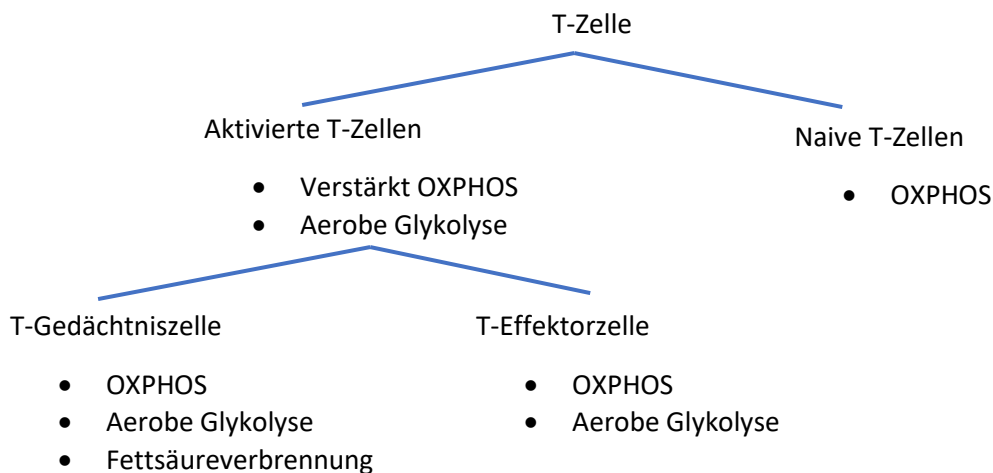 T-Zelle
Aktivierte T-Zellen
• Verstärkt OXPHOS
• Aerobe Glykolyse
Naive T-Zellen
• OXPHOS
T-Gedächtniszelle
• OXPHOS
• Aerobe Glykolyse
• Fettsäureverbrennung
T-Effektorzelle
• OXPHOS
• Aerobe Glykolyse